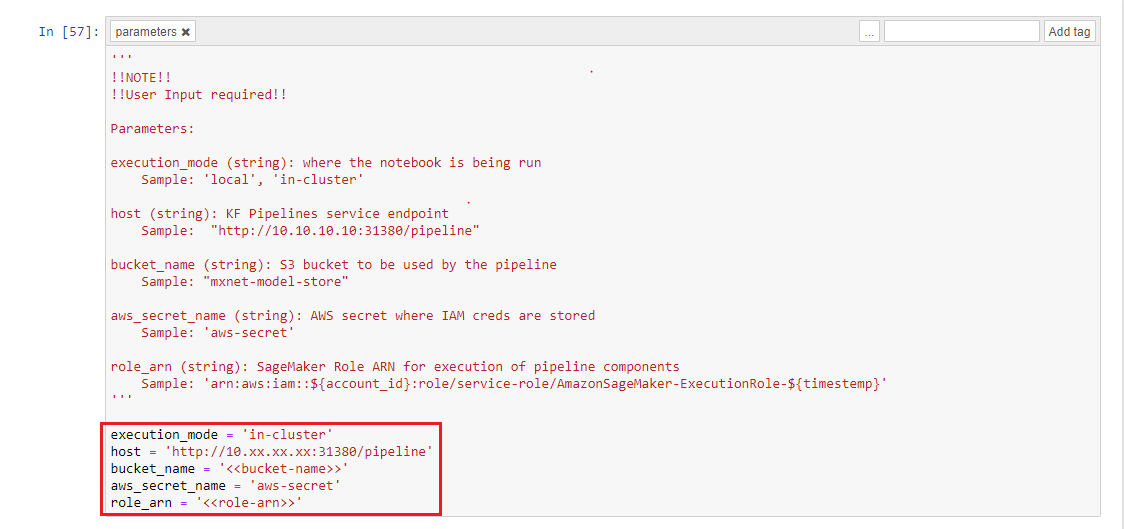 In [57]: parameters ✖ ... Add tag
'''
!!NOTE!!
!!User Input required!!
Parameters:
execution_mode (string): where the notebook is being run
Sample: 'local', 'in-cluster'
host (string): KF Pipelines service endpoint
Sample:  "http://10.10.10.10:31380/pipeline"
bucket_name (string): S3 bucket to be used by the pipeline
Sample: "mxnet-model-store"
aws_secret_name (string): AWS secret where IAM creds are stored
Sample: 'aws-secret'
role_arn (string): SageMaker Role ARN for execution of pipeline components
Sample: 'arn:aws:iam::${account_id}:role/service-role/AmazonSageMaker-ExecutionRole-${timestemp}'
'''
execution_mode = 'in-cluster'
host = 'http://10.xx.xx.xx:31380/pipeline'
bucket_name = '<<bucket-name>>'
aws_secret_name = 'aws-secret'
role_arn = '<<role-arn>>'